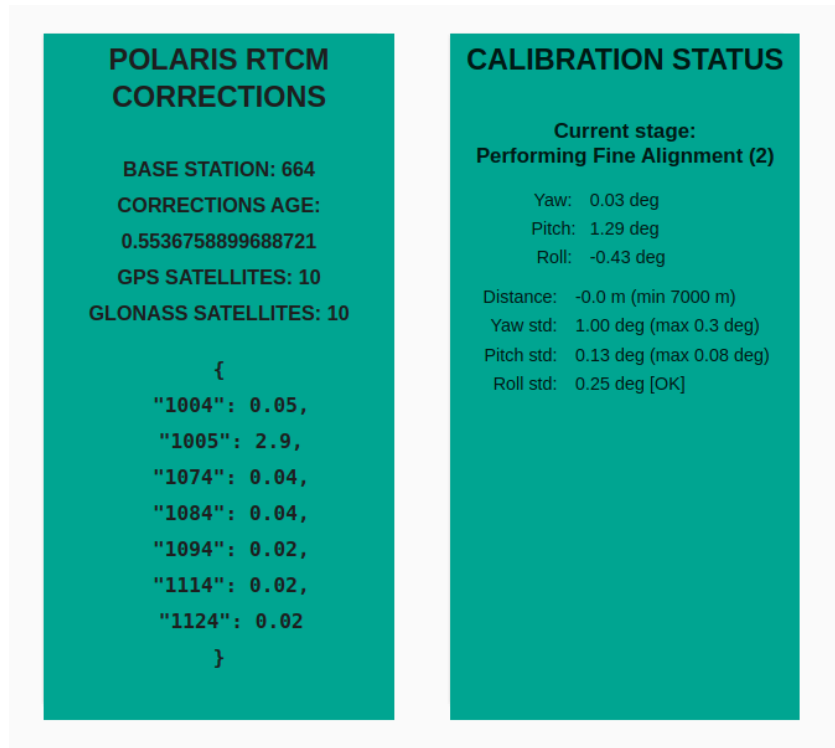 POLARIS RTCM
CORRECTIONS
BASE STATION: 664
CORRECTIONS AGE:
0.5536758899688721
GPS SATELLITES: 10
GLONASS SATELLITES: 10
{
"1004": 0.05,
"1005": 2.9,
"1074": 0.04,
"1084": 0.04,
"1094": 0.02,
"1114": 0.02,
"1124": 0.02
}
CALIBRATION STATUS
Current stage:
Performing Fine Alignment (2)
Yaw: 0.03 deg
Pitch: 1.29 deg
Roll: -0.43 deg
Distance: -0.0 m (min 7000 m)
Yaw std: 1.00 deg (max 0.3 deg)
Pitch std: 0.13 deg (max 0.08 deg)
Roll std: 0.25 deg [OK]